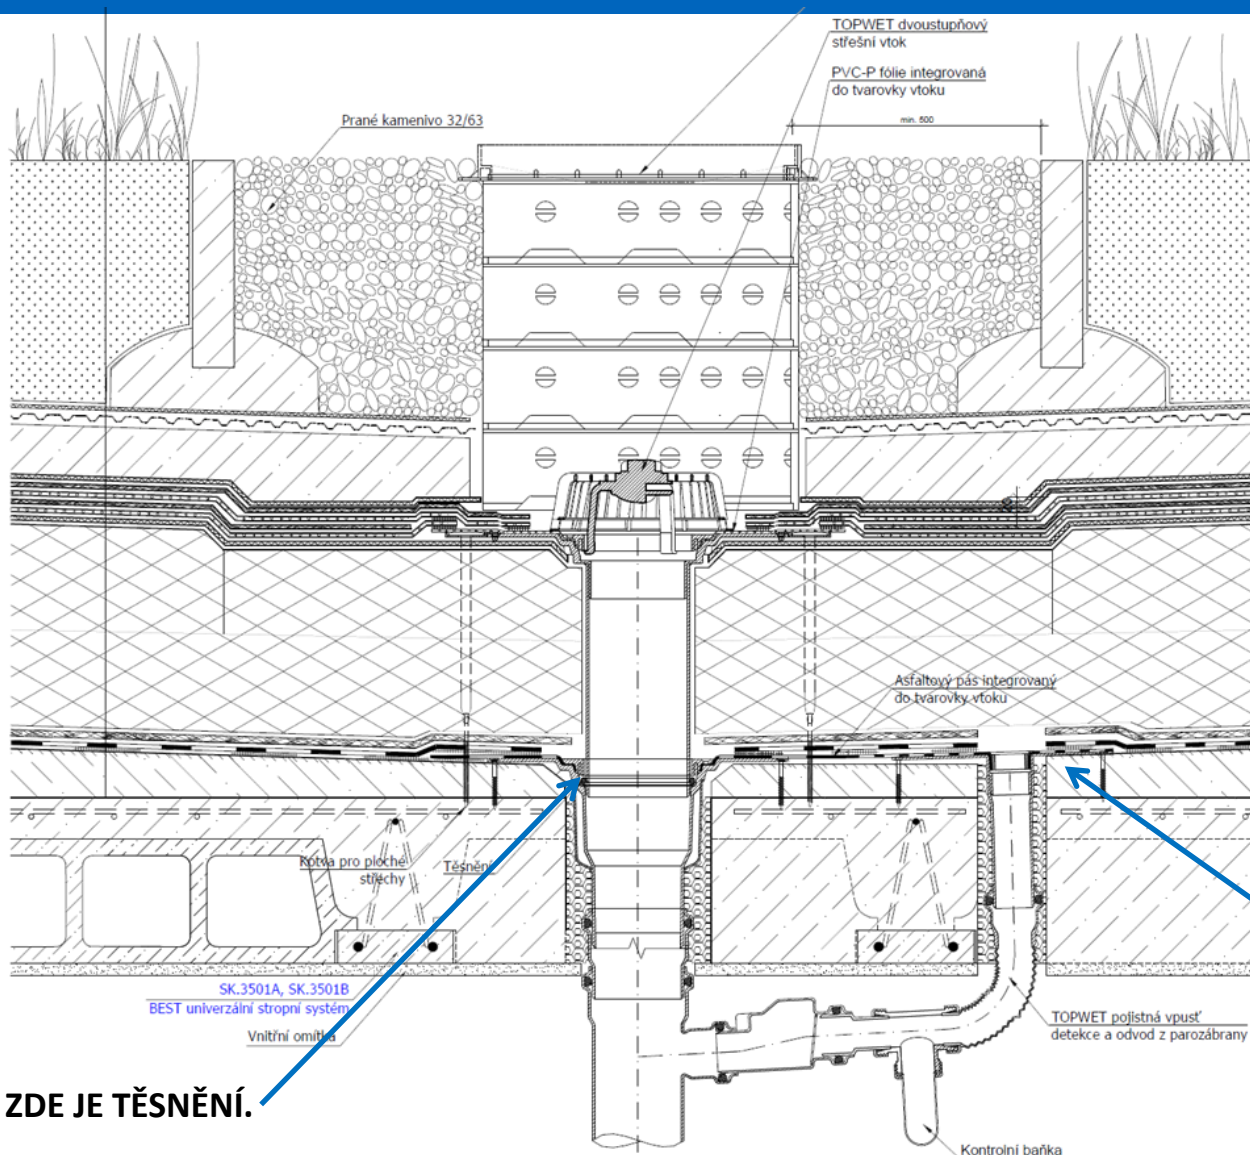 TOPWET dvoustupňový
střešní vtok
PVC-P fólie integrovaná
do tvarovky vtoku
min. 500
Prané kamenivo 32/63
Asfaltový pás integrovaný
do tvarovky vtoku
Kotva pro ploché
střechy
Těsnění
SK.3501A, SK.3501B
BEST univerzální stropní systém
Vnitřní omítka
TOPWET pojistná vpusť
detekce a odvod z parozábrany
ZDE JE TĚSNĚNÍ.
Kontrolní baňka